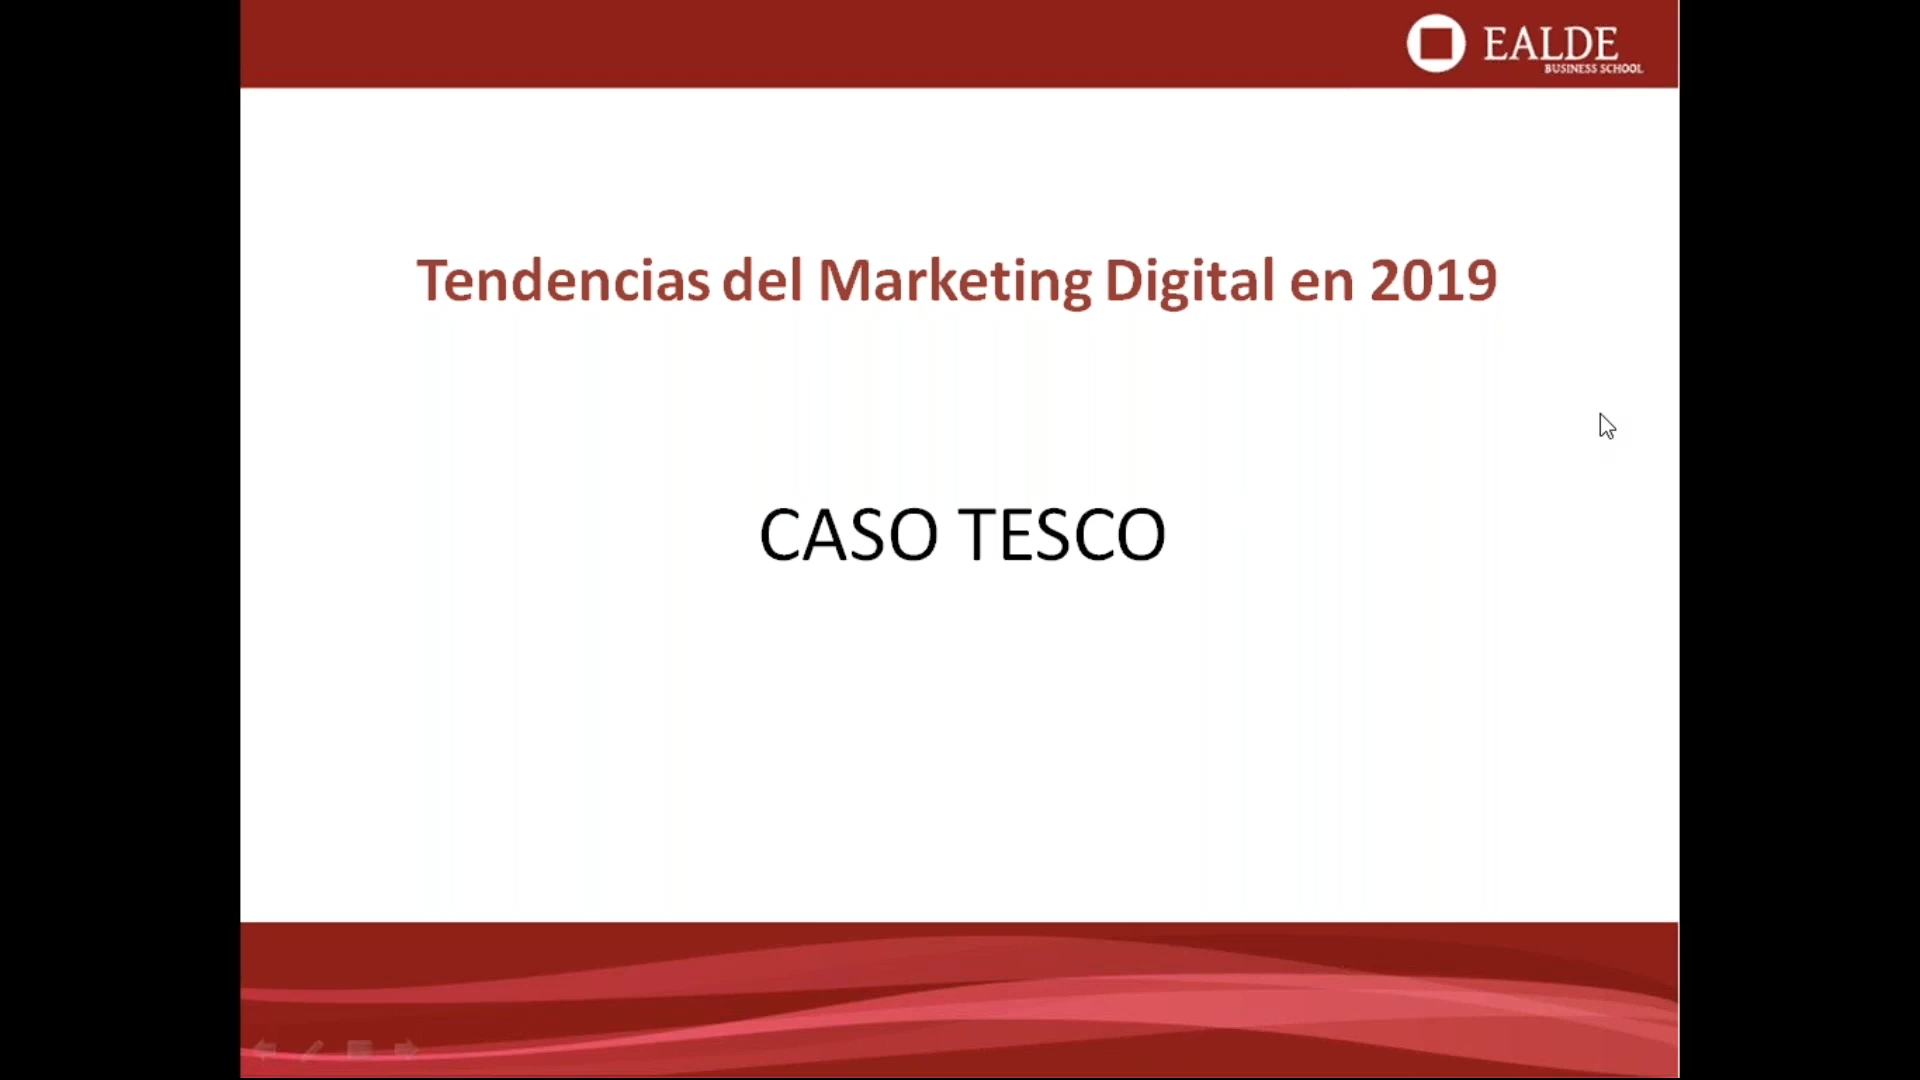 EALDE
BUSINESS SCHOOL
Tendencias del Marketing Digital en 2019
CASO TESCO